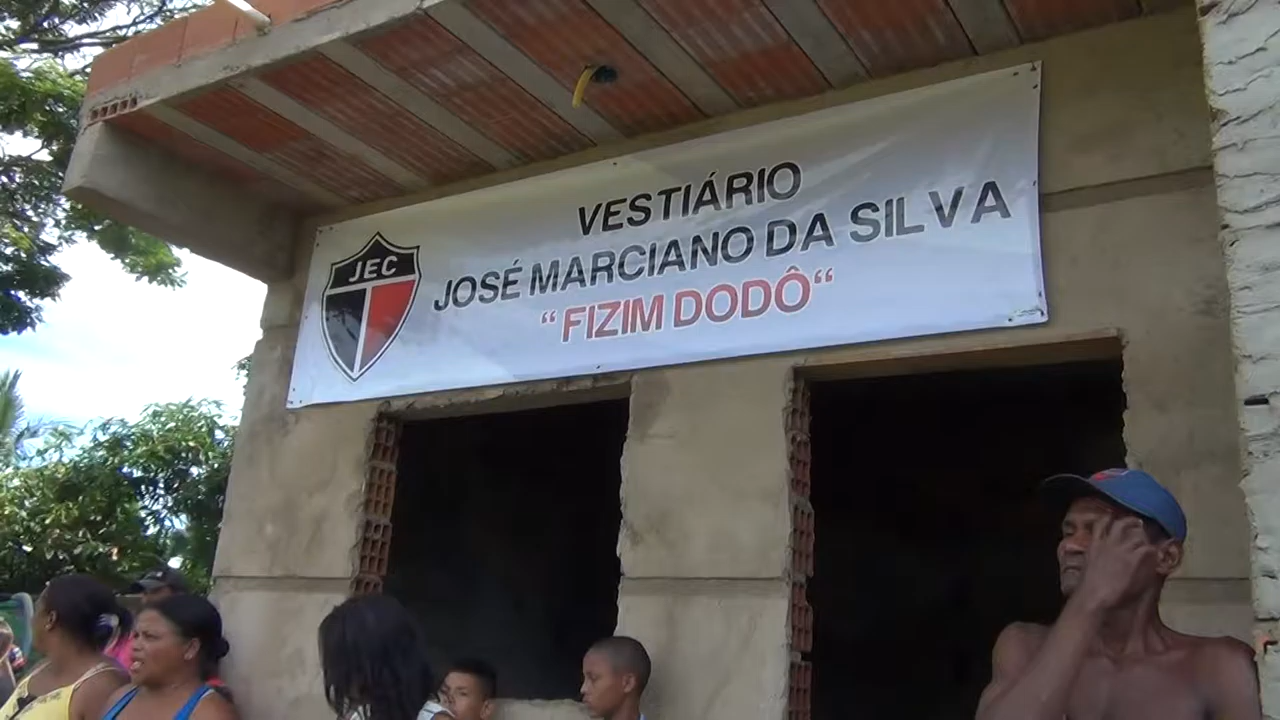 VESTIÁRIO
JOSÉ MARCIANO DA SILVA
“FIZIM DODÔ“
JEC